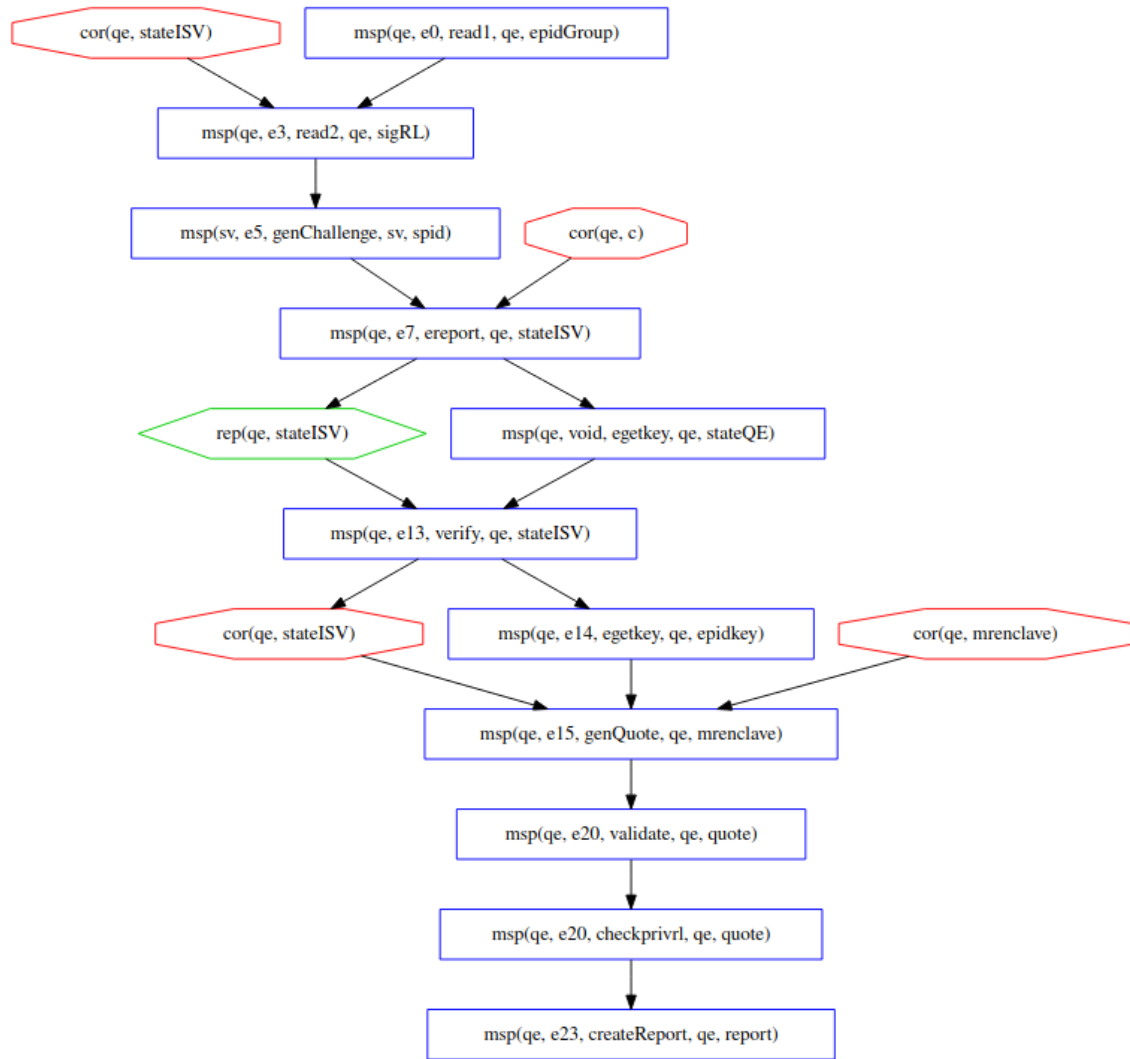 cor(qe, stateISV)
msp(qe, e0, read1, qe, epidGroup)
msp(qe, e3, read2, qe, sigRL)
msp(sv, e5, genChallenge, sv, spid)
cor(qe, c)
msp(qe, e7, ereport, qe, stateISV)
rep(qe, stateISV)
msp(qe, void, egetkey, qe, stateQE)
msp(qe, e13, verify, qe, stateISV)
cor(qe, stateISV)
msp(qe, e14, egetkey, qe, epidkey)
cor(qe, mrenclave)
msp(qe, e15, genQuote, qe, mrenclave)
msp(qe, e20, validate, qe, quote)
msp(qe, e20, checkprivrl, qe, quote)
msp(qe, e23, createReport, qe, report)